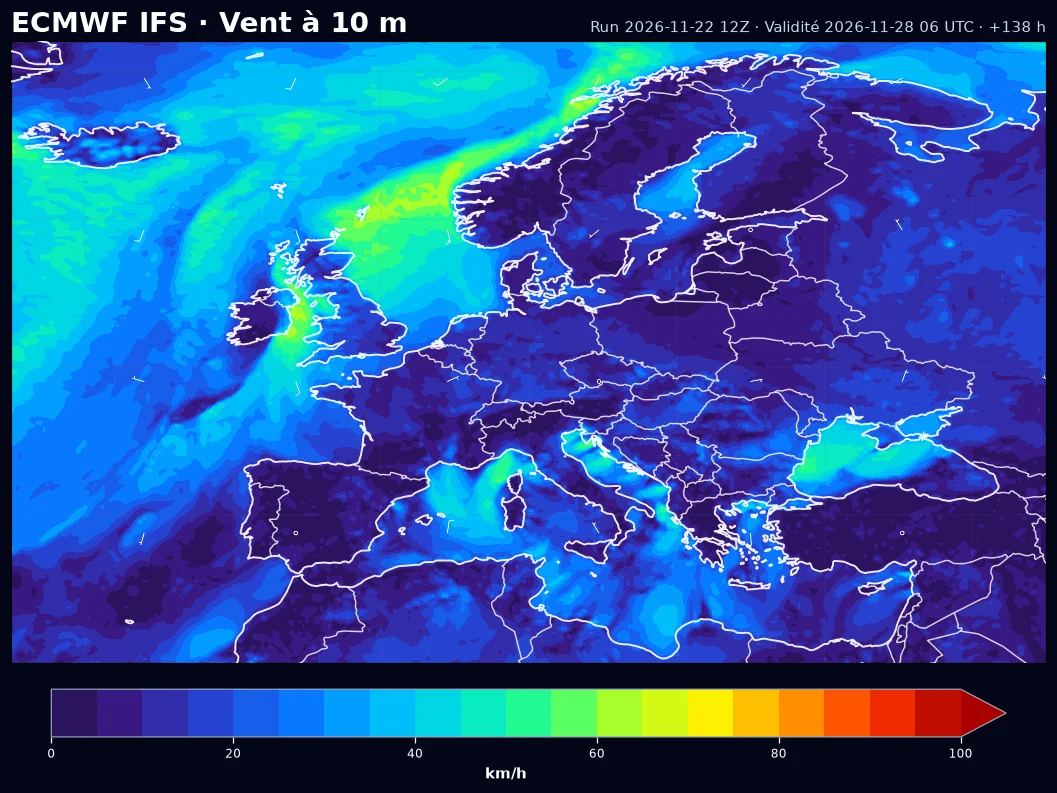 ECMWF IFS · Vent à 10 m
Run 2026-11-22 12Z · Validité 2026-11-28 06 UTC · +138 h
0 20 40 60 80 100
km/h